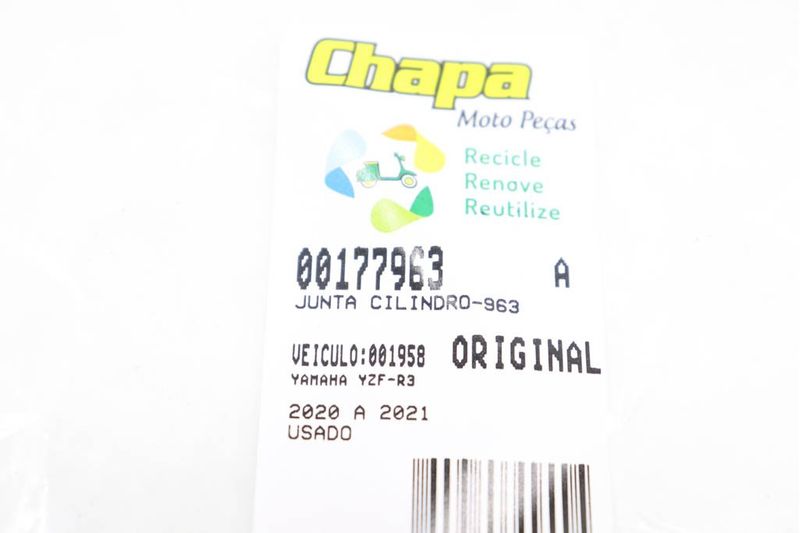 Chapa
Moto Peças
Recicle
Renove
Reutilize
00177963 A
JUNTA CILINDRO-963
VEICULO:001958 ORIGINAL
YAMAHA YZF-R3
2020 A 2021
USADO